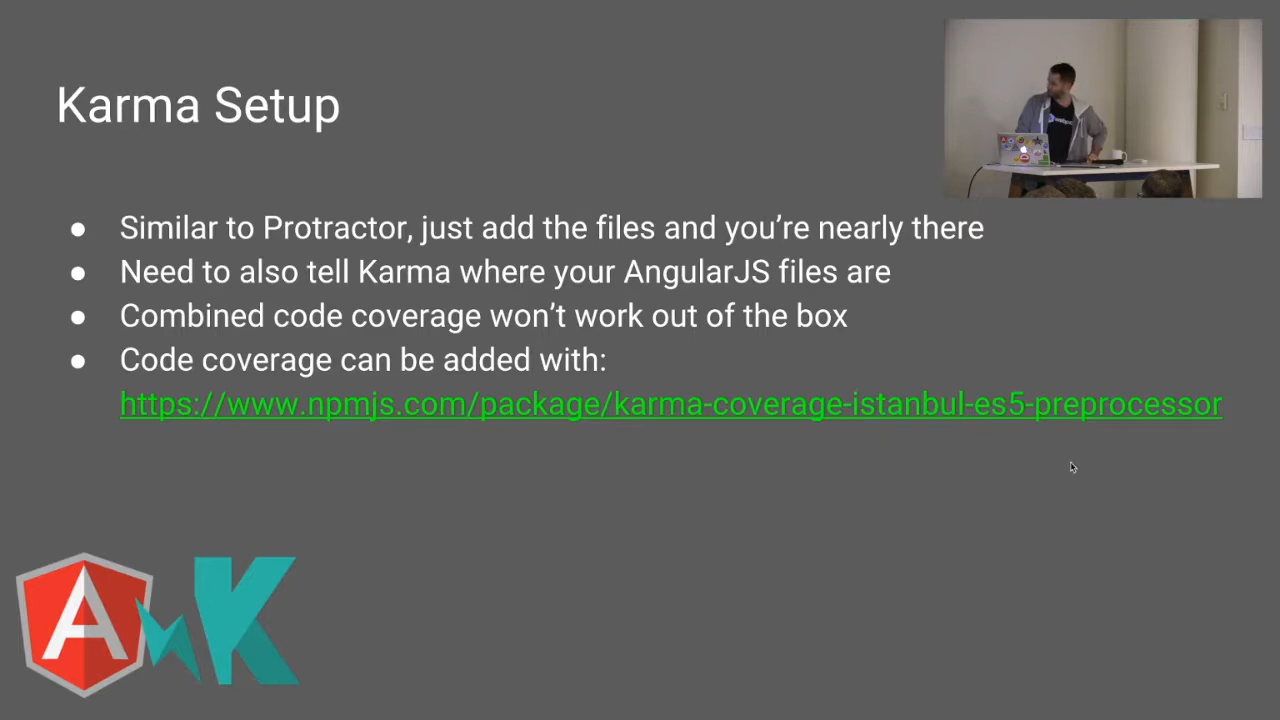 Karma Setup
● Similar to Protractor, just add the files and you’re nearly there
● Need to also tell Karma where your AngularJS files are
● Combined code coverage won’t work out of the box
● Code coverage can be added with:
https://www.npmjs.com/package/karma-coverage-istanbul-es5-preprocessor
A K